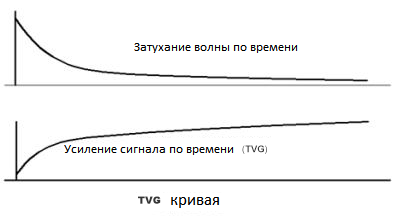 Затухание волны по времени
Усиление сигнала по времени (TVG)
TVG кривая